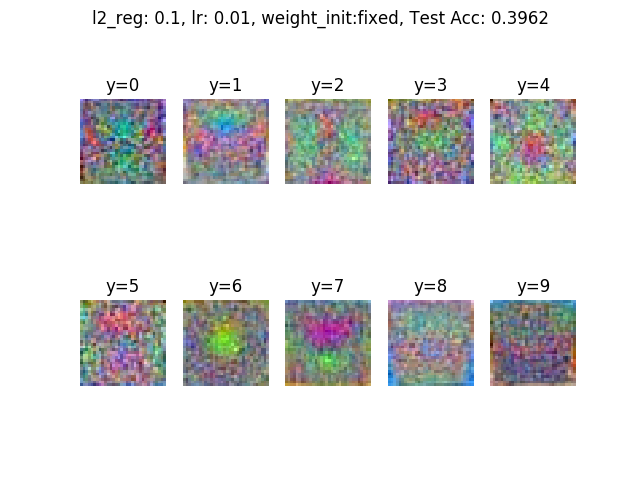 l2_reg: 0.1, lr: 0.01, weight_init:fixed, Test Acc: 0.3962
y=0 y=1 y=2 y=3 y=4
y=5 y=6 y=7 y=8 y=9